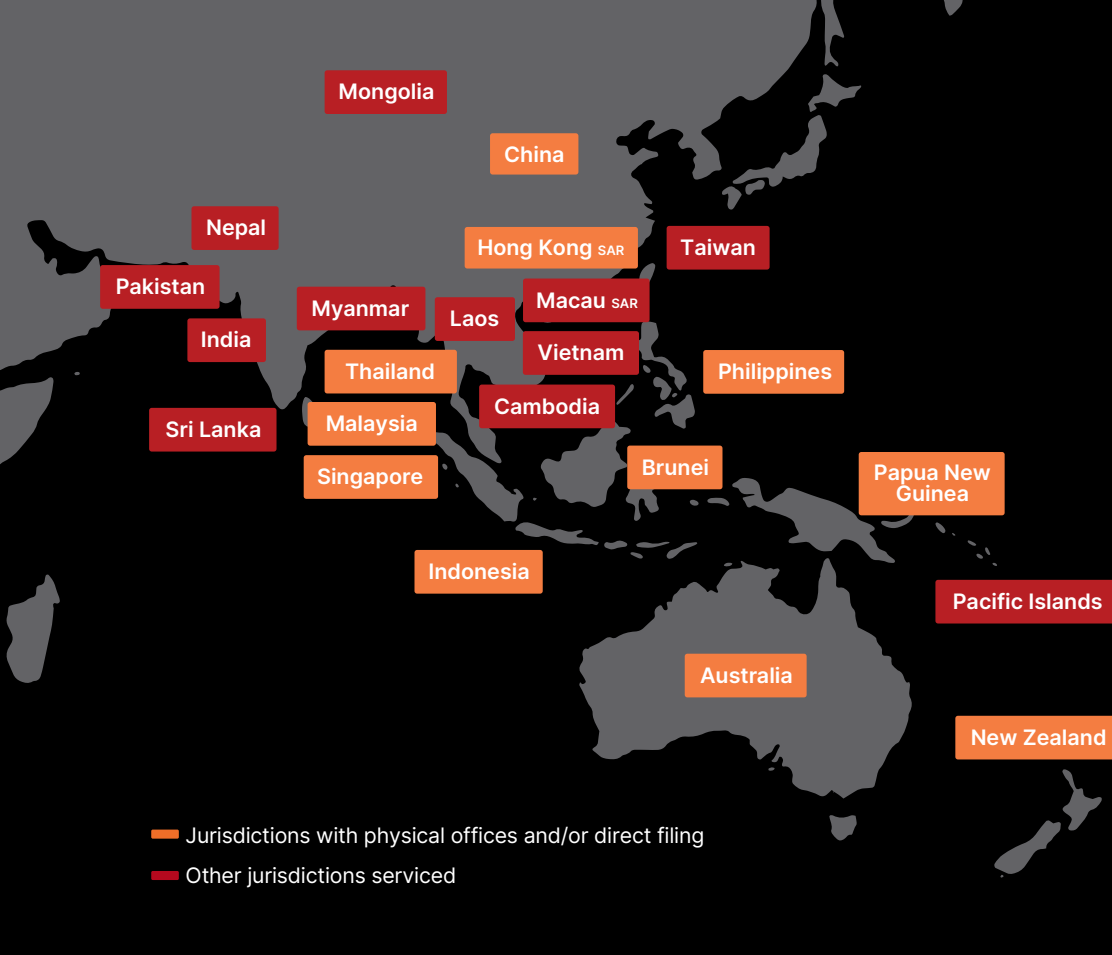 Mongolia
China
Nepal
Hong Kong SAR
Taiwan
Pakistan
Macau SAR
Myanmar
Laos
India
Vietnam
Thailand
Philippines
Cambodia
Malaysia
Sri Lanka
Singapore
Brunei
Papua New
Guinea
Indonesia
Pacific Islands
Australia
New Zealand
Jurisdictions with physical offices and/or direct filing
Other jurisdictions serviced